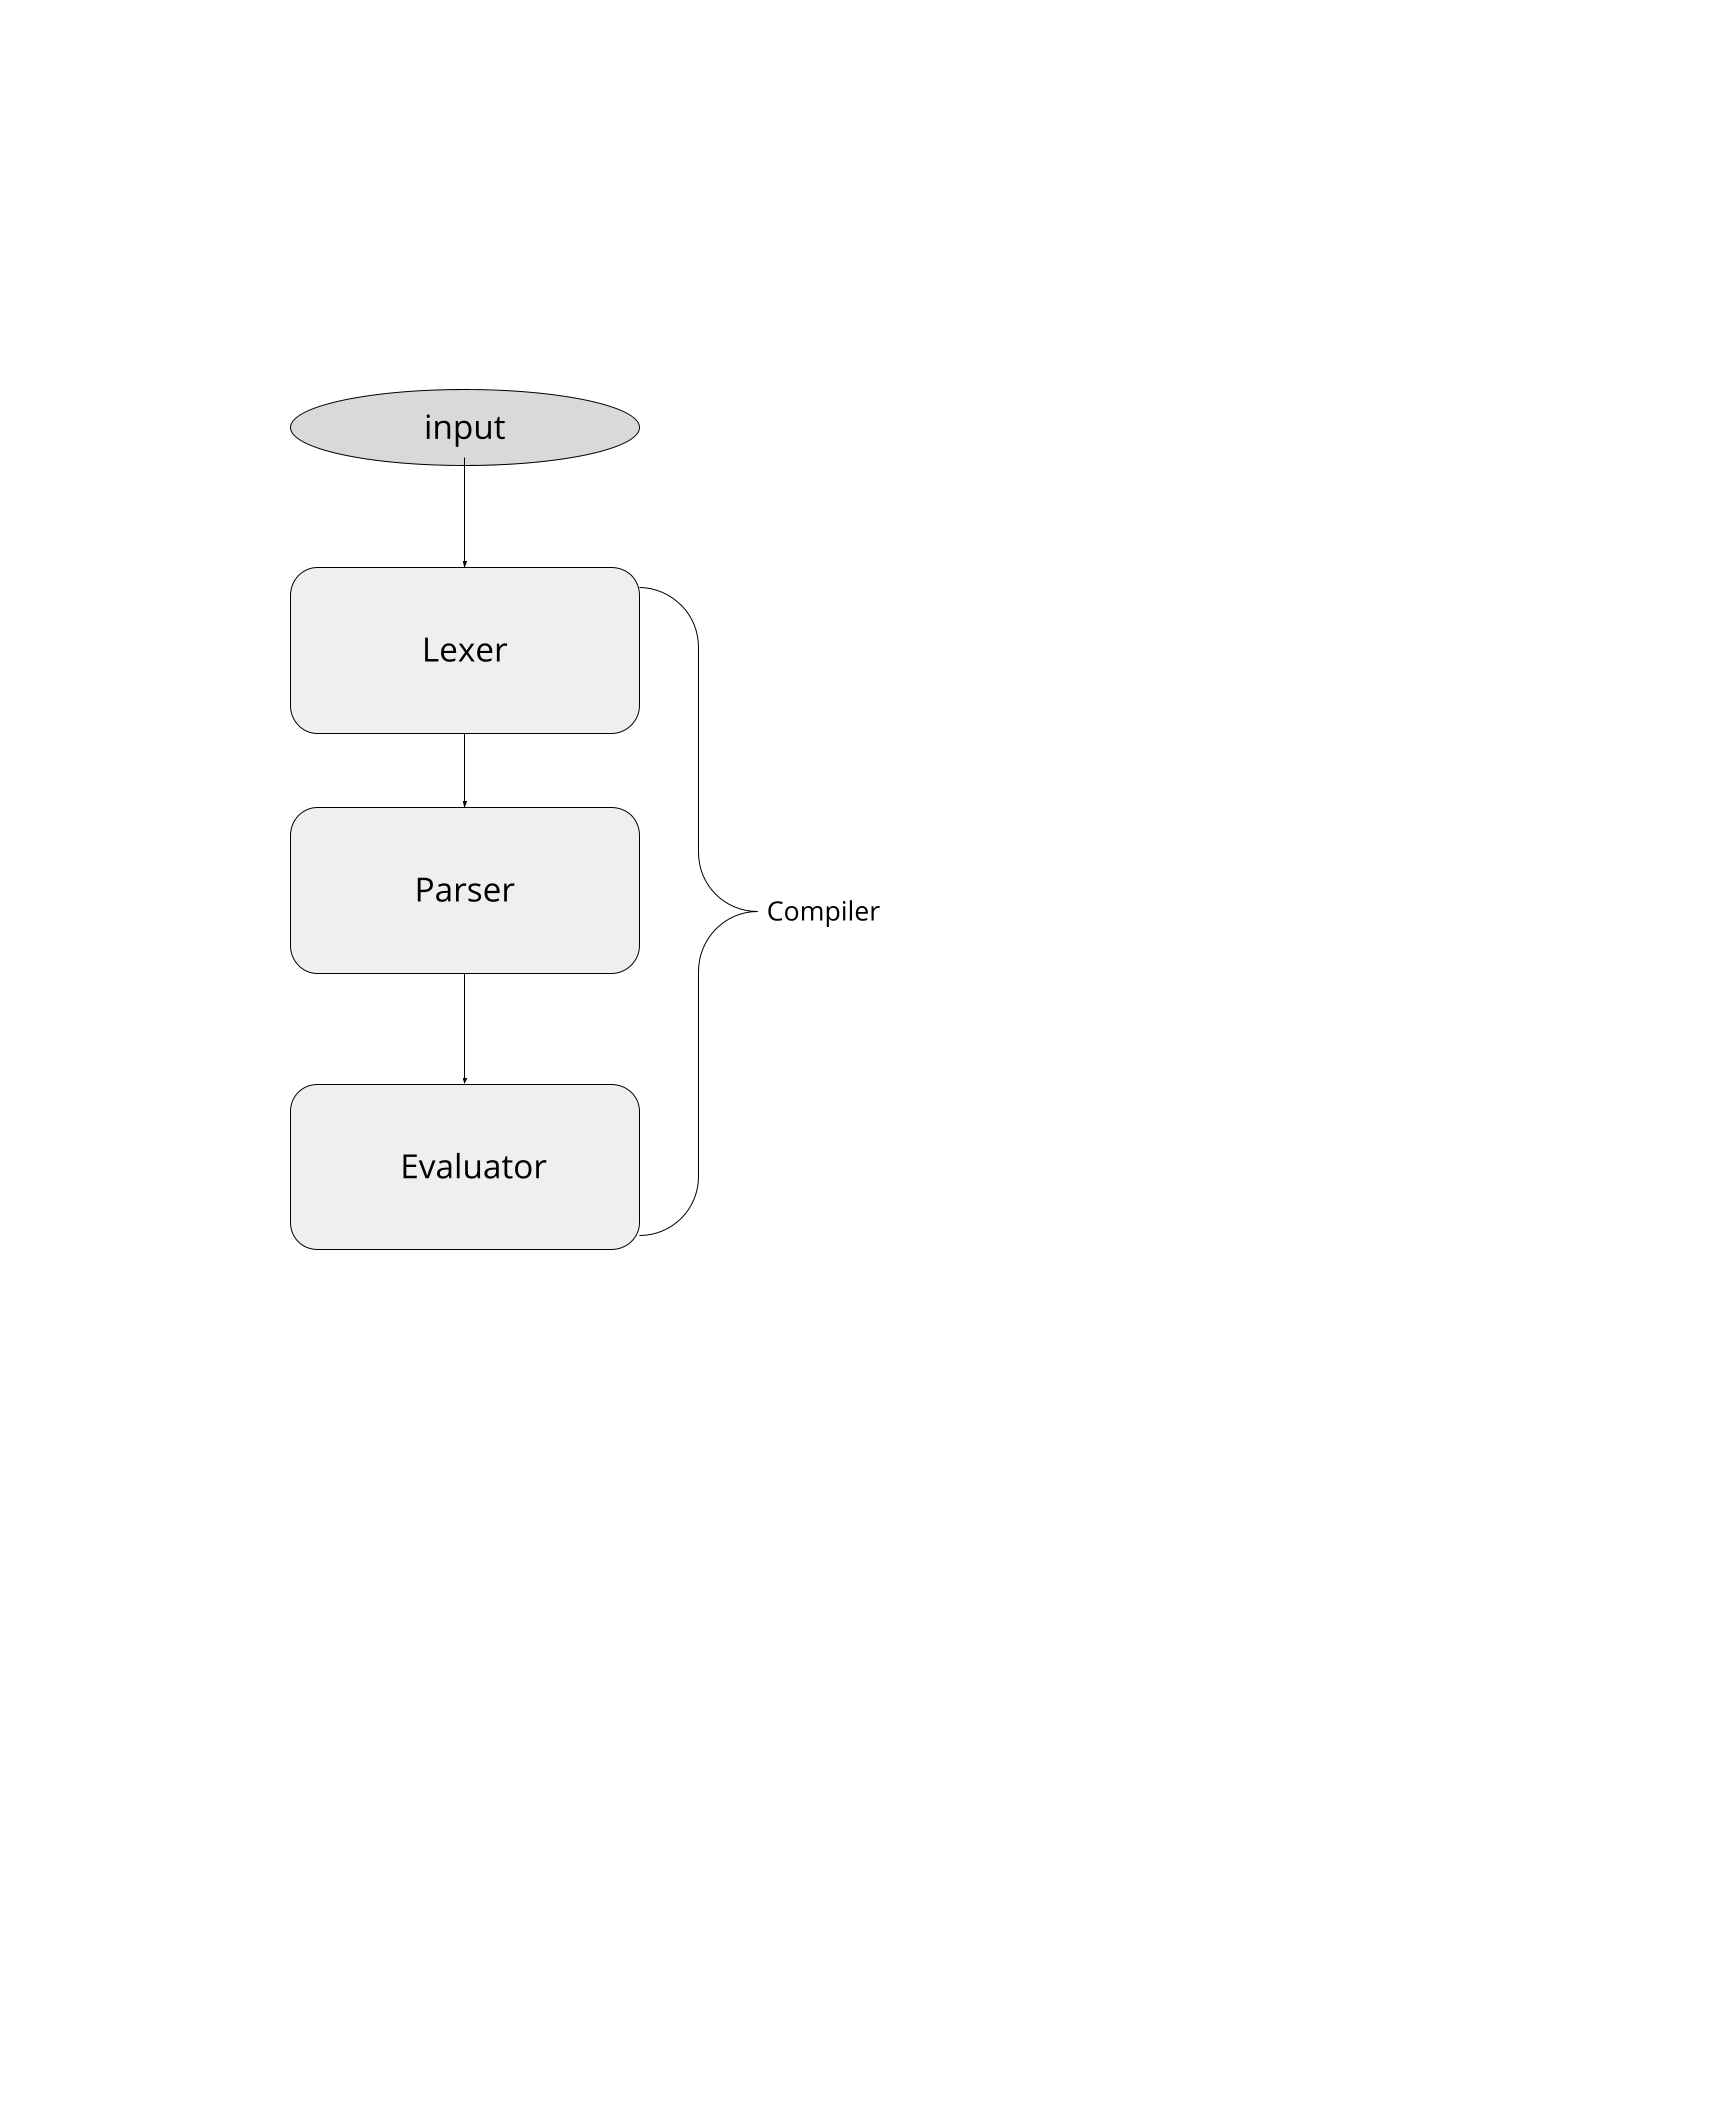 input
Lexer
Parser
Compiler
Evaluator